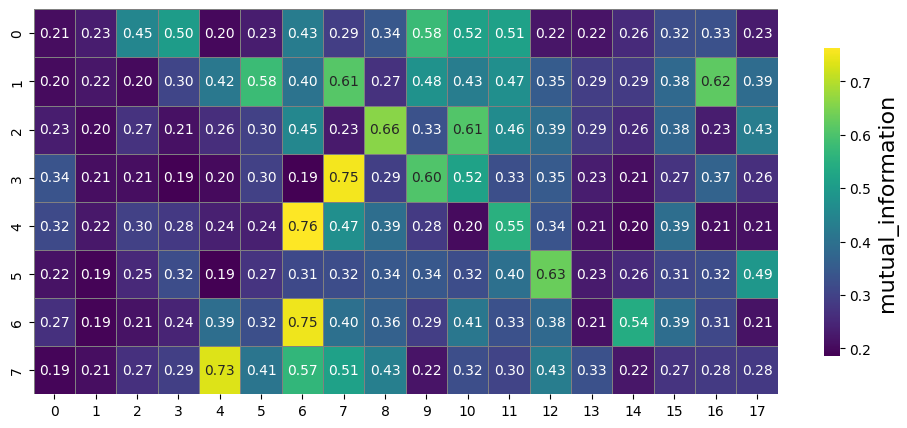 0 0.21 0.23 0.45 0.50 0.20 0.23 0.43 0.29 0.34 0.58 0.52 0.51 0.22 0.22 0.26 0.32 0.33 0.23
1 0.20 0.22 0.20 0.30 0.42 0.58 0.40 0.61 0.27 0.48 0.43 0.47 0.35 0.29 0.29 0.38 0.62 0.39
2 0.23 0.20 0.27 0.21 0.26 0.30 0.45 0.23 0.66 0.33 0.61 0.46 0.39 0.29 0.26 0.38 0.23 0.43
3 0.34 0.21 0.21 0.19 0.20 0.30 0.19 0.75 0.29 0.60 0.52 0.33 0.35 0.23 0.21 0.27 0.37 0.26
4 0.32 0.22 0.30 0.28 0.24 0.24 0.76 0.47 0.39 0.28 0.20 0.55 0.34 0.21 0.20 0.39 0.21 0.21
5 0.22 0.19 0.25 0.32 0.19 0.27 0.31 0.32 0.34 0.34 0.32 0.40 0.63 0.23 0.26 0.31 0.32 0.49
6 0.27 0.19 0.21 0.24 0.39 0.32 0.75 0.40 0.36 0.29 0.41 0.33 0.38 0.21 0.54 0.39 0.31 0.21
7 0.19 0.21 0.27 0.29 0.73 0.41 0.57 0.51 0.43 0.22 0.32 0.30 0.43 0.33 0.22 0.27 0.28 0.28
0 1 2 3 4 5 6 7 8 9 10 11 12 13 14 15 16 17
0.7
0.6
0.5
0.4
0.3
0.2
mutual_information